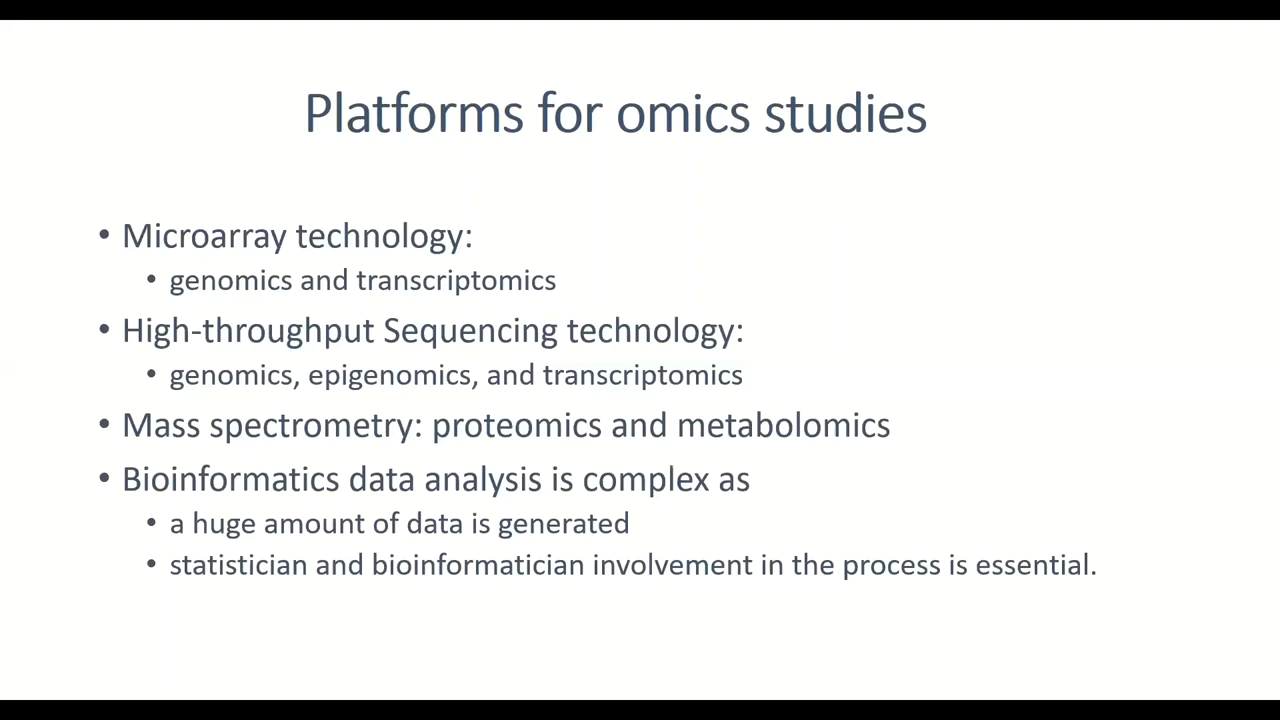 Platforms for omics studies
• Microarray technology:
• genomics and transcriptomics
• High-throughput Sequencing technology:
• genomics, epigenomics, and transcriptomics
• Mass spectrometry: proteomics and metabolomics
• Bioinformatics data analysis is complex as
• a huge amount of data is generated
• statistician and bioinformatician involvement in the process is essential.